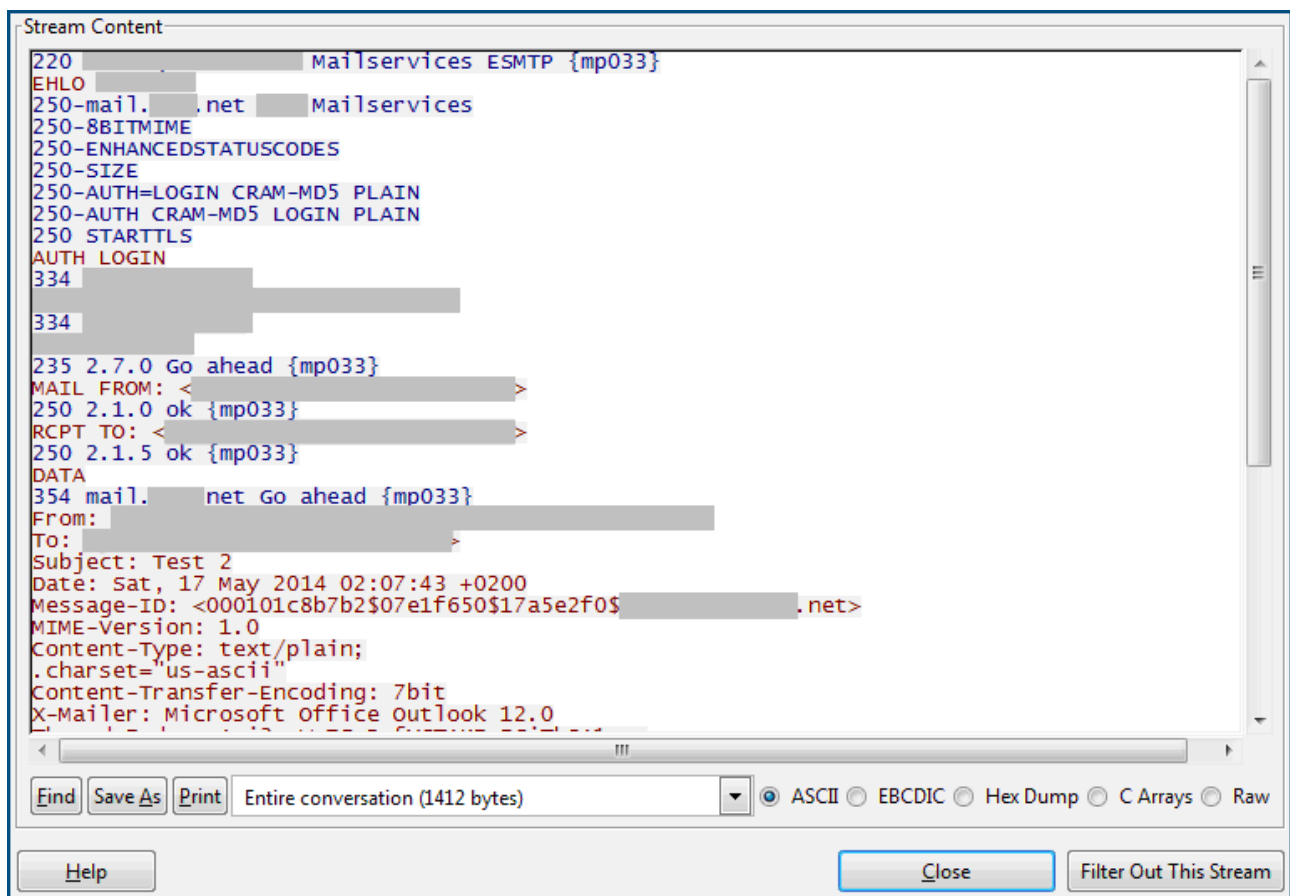 Stream Content
220 Mailservices ESMTP {mp033}
EHLO
250-mail. .net Mailservices
250-8BITMIME
250-ENHANCEDSTATUSCODES
250-SIZE
250-AUTH=LOGIN CRAM-MD5 PLAIN
250-AUTH CRAM-MD5 LOGIN PLAIN
250 STARTTLS
AUTH LOGIN
334
334
235 2.7.0 Go ahead {mp033}
MAIL FROM: < >
250 2.1.0 ok {mp033}
RCPT TO: < >
250 2.1.5 ok {mp033}
DATA
354 mail. net Go ahead {mp033}
From:
To: >
Subject: Test 2
Date: Sat, 17 May 2014 02:07:43 +0200
Message-ID: <000101c8b7b2$07e1f650$17a5e2f0$ .net>
MIME-Version: 1.0
Content-Type: text/plain;
.charset="us-ascii"
Content-Transfer-Encoding: 7bit
X-Mailer: Microsoft Office Outlook 12.0
Find Save As Print Entire conversation (1412 bytes) ASCII EBCDIC Hex Dump C Arrays Raw
Help Close Filter Out This Stream